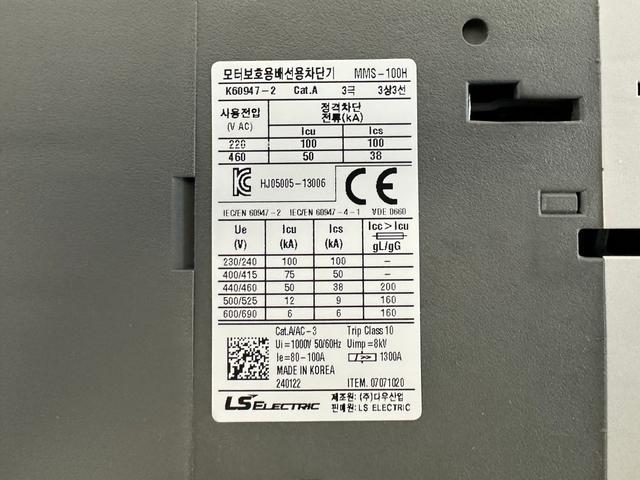 모터보호용배선용차단기 MMS-100H
K60947-2 Cat.A 3극 3상3선
사용전압 (V AC) 정격차단 전류(kA)
Icu Ics
220 100 100
460 50 38
HJ05005-13006 CE
IEC/EN 60947-2 IEC/EN 60947-4-1 VDE 0660
Ue (V) Icu (kA) Ics (kA) Icc>Icu gL/gG
230/240 100 100 -
400/415 75 50 -
440/460 50 38 200
500/525 12 9 160
600/690 6 6 160
Cat.A/AC-3 Trip Class 10
Ui=1000V 50/60Hz Uimp=8kV
Ie=80-100A 1300A
MADE IN KOREA
240122 ITEM. 07071020
LS ELECTRIC
제조원: (주)다우산업
판매원: LS ELECTRIC